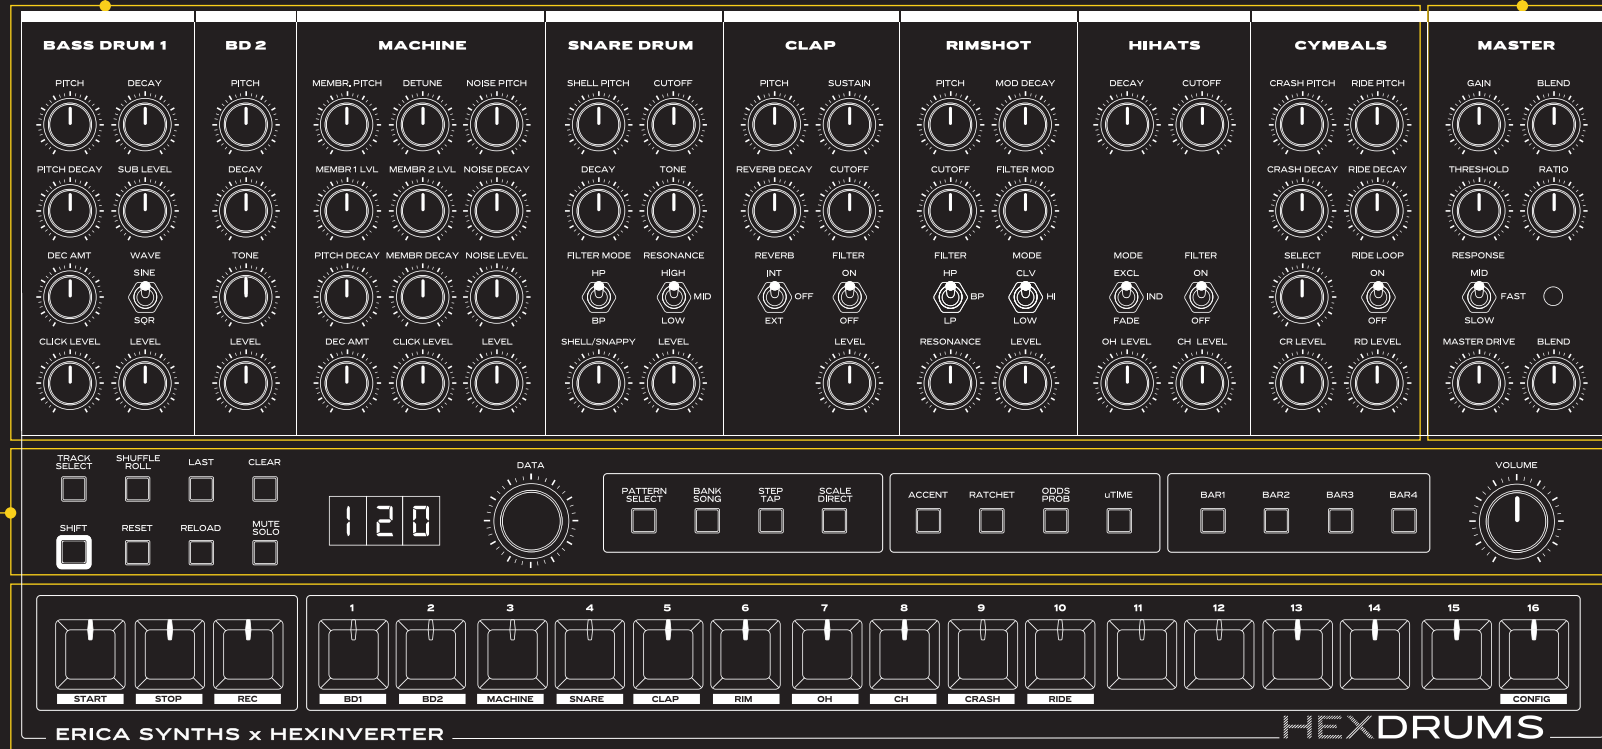 BASS DRUM 1 BD 2 MACHINE SNARE DRUM CLAP RIMSHOT HIHATS CYMBALS MASTER
PITCH DECAY PITCH MEMBR. PITCH DETUNE NOISE PITCH SHELL PITCH CUTOFF PITCH SUSTAIN PITCH MOD DECAY DECAY CUTOFF CRASH PITCH RIDE PITCH GAIN BLEND
PITCH DECAY SUB LEVEL DECAY MEMBR 1 LVL MEMBR 2 LVL NOISE DECAY DECAY TONE REVERB DECAY CUTOFF CUTOFF FILTER MOD CRASH DECAY RIDE DECAY THRESHOLD RATIO
DEC AMT WAVE TONE PITCH DECAY MEMBR DECAY NOISE LEVEL FILTER MODE RESONANCE REVERB FILTER FILTER MODE MODE FILTER SELECT RIDE LOOP RESPONSE
SINE HP HIGH INT ON HP CLV EXCL ON ON MID
MID OFF BP HI IND FAST
SQR BP LOW EXT OFF LP LOW FADE OFF OFF SLOW
CLICK LEVEL LEVEL LEVEL DEC AMT CLICK LEVEL LEVEL SHELL/SNAPPY LEVEL LEVEL RESONANCE LEVEL OH LEVEL CH LEVEL CR LEVEL RD LEVEL MASTER DRIVE BLEND
TRACK SHUFFLE LAST CLEAR DATA VOLUME
SELECT ROLL
PATTERN BANK STEP SCALE ACCENT RATCHET ODDS uTIME BAR1 BAR2 BAR3 BAR4
SELECT SONG TAP DIRECT PROB
120
SHIFT RESET RELOAD MUTE
SOLO
1 2 3 4 5 6 7 8 9 10 11 12 13 14 15 16
START STOP REC BD1 BD2 MACHINE SNARE CLAP RIM OH CH CRASH RIDE CONFIG
ERICA SYNTHS x HEXINVERTER HEXDRUMS